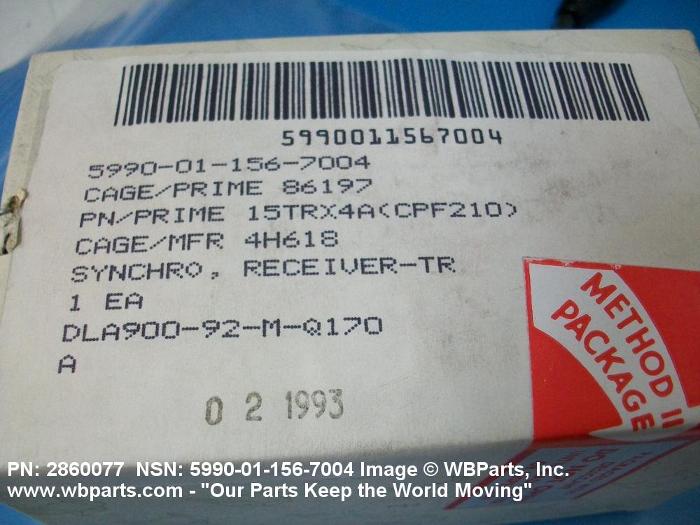 5990011567004
5990-01-156-7004
CAGE/PRIME 86197
PN/PRIME 15TRX4A(CPF210)
CAGE/MFR 4H618
SYNCHRO, RECEIVER-TR
1 EA
DLA900-92-M-Q170
A
02 1993
METHOD II
PACKAGE
PN: 2860077 NSN: 5990-01-156-7004 Image © WBParts, Inc.
www.wbparts.com - "Our Parts Keep the World Moving"